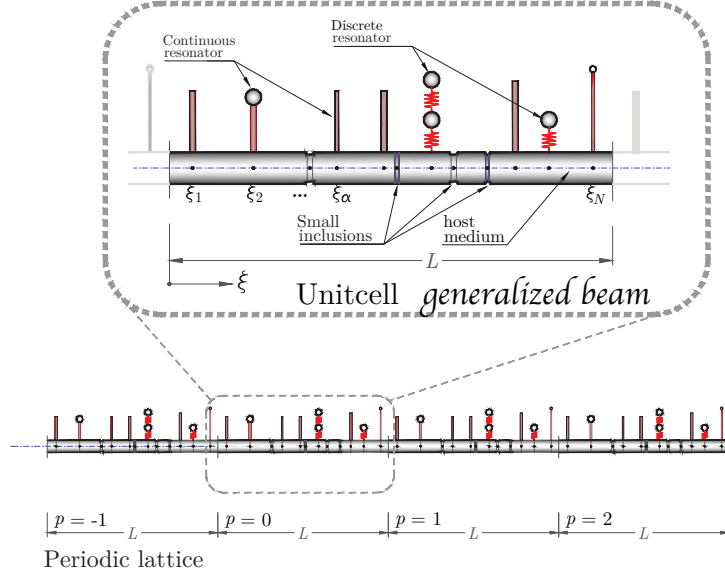 Continuous
resonator
Discrete
resonator
ξ1 ξ2 ... ξα ξN
Small
inclusions
host
medium
L
ξ
Unitcell generalized beam
p = -1 p = 0 p = 1 p = 2
L L L L
Periodic lattice